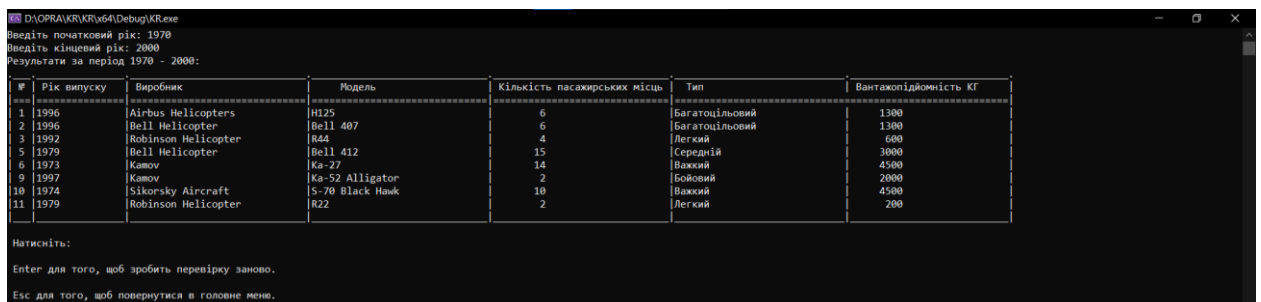 D:\OPRA\KR\KR\x64\Debug\KR.exe
Введіть початковий рік: 1970
Введіть кінцевий рік: 2000
Результати за період 1970 - 2000:
| № | Рік випуску | Виробник | Модель | Кількість пасажирських місць | Тип | Вантажопідйомність КГ |
| 1 |1996 |Airbus Helicopters |H125 | 6 |Багатоцільовий | 1300 |
| 2 |1996 |Bell Helicopter |Bell 407 | 6 |Багатоцільовий | 1300 |
| 3 |1992 |Robinson Helicopter |R44 | 4 |Легкий | 600 |
| 5 |1979 |Bell Helicopter |Bell 412 | 15 |Середній | 3000 |
| 6 |1973 |Kamov |Ka-27 | 14 |Важкий | 4500 |
| 9 |1997 |Kamov |Ka-52 Alligator | 2 |Бойовий | 2000 |
|10 |1974 |Sikorsky Aircraft |S-70 Black Hawk | 10 |Важкий | 4500 |
|11 |1979 |Robinson Helicopter |R22 | 2 |Легкий | 200 |
Натисніть:
Enter для того, щоб зробить перевірку заново.
Esc для того, щоб повернутися в головне меню.